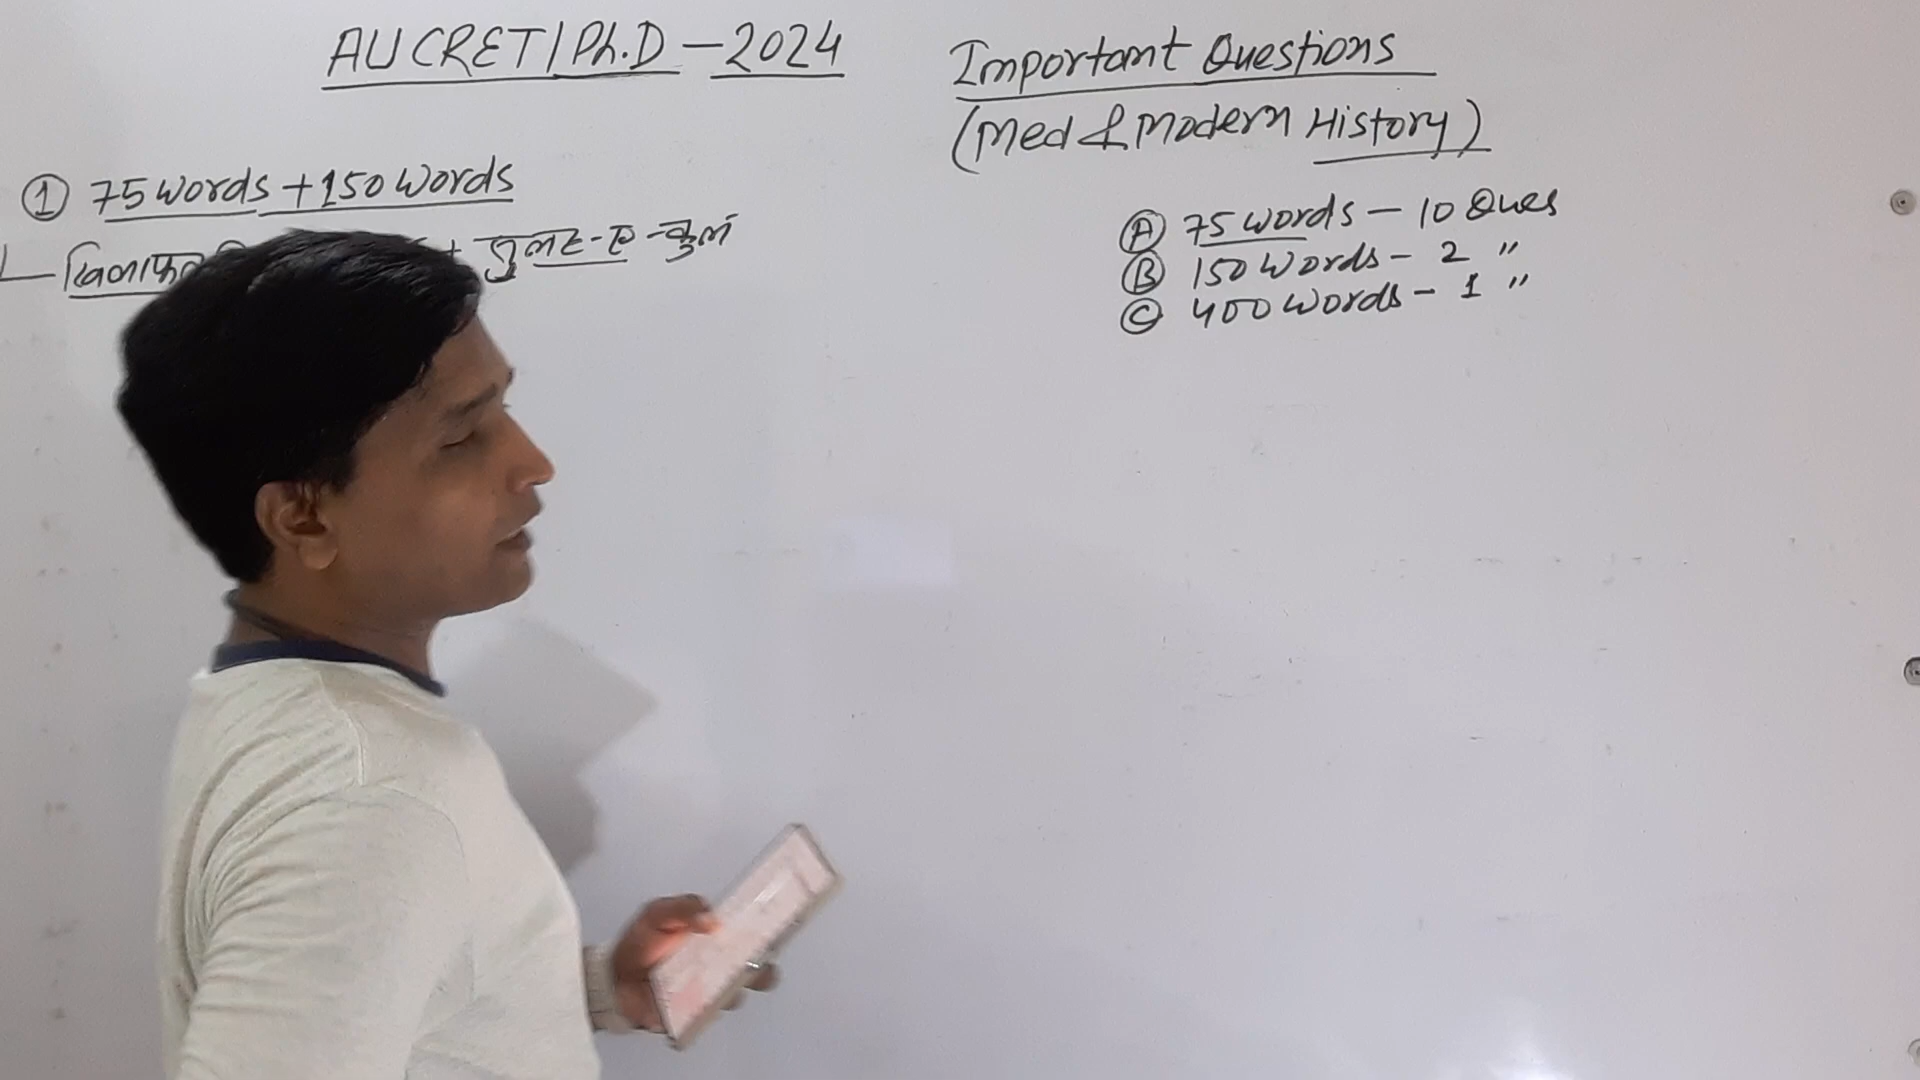 AU CRET/Ph.D - 2024
Important Questions
(Med & Modern History)
① 75 words + 150 words
+ गुलाम-ए-कुतुब
Ⓐ 75 words - 10 Ques
Ⓑ 150 words - 2 "
Ⓒ 400 words - 1 "